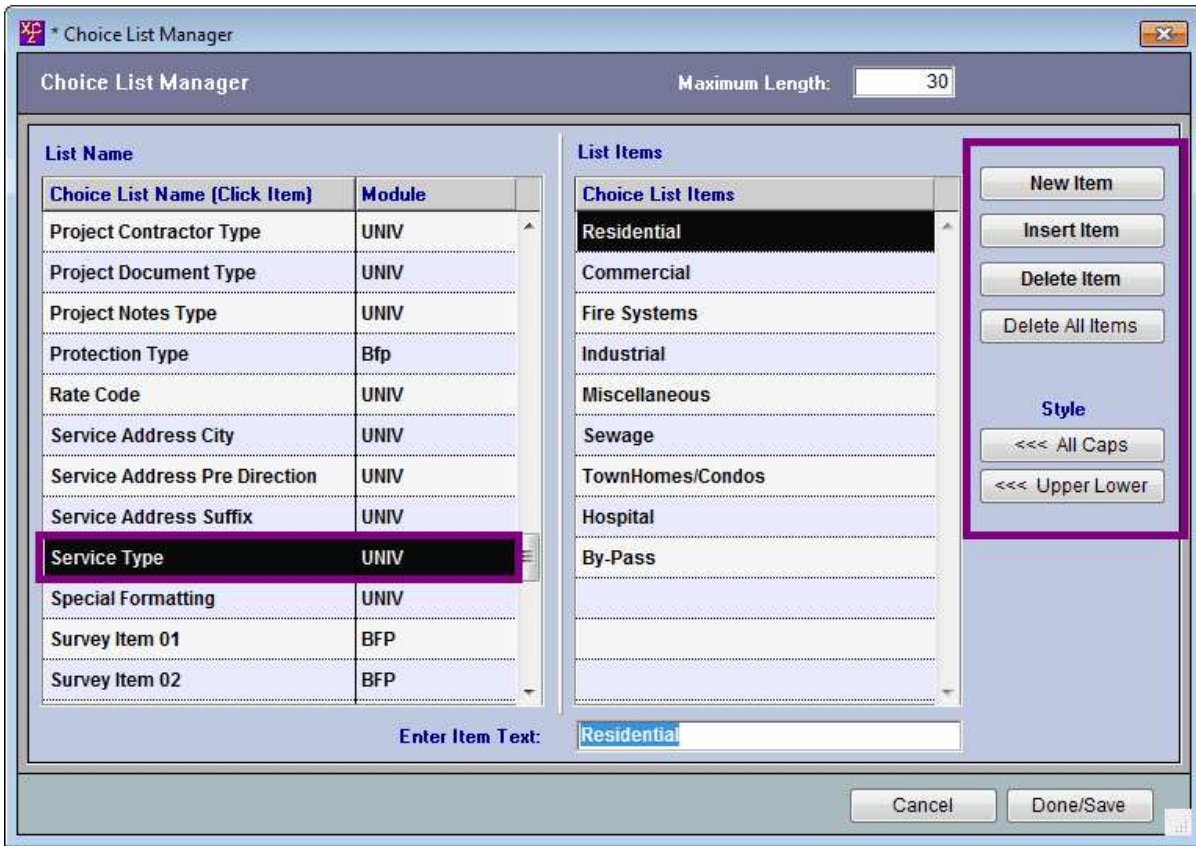 * Choice List Manager
Choice List Manager
Maximum Length: 30
List Name
Choice List Name (Click Item) Module
Project Contractor Type UNIV
Project Document Type UNIV
Project Notes Type UNIV
Protection Type Bfp
Rate Code UNIV
Service Address City UNIV
Service Address Pre Direction UNIV
Service Address Suffix UNIV
Service Type UNIV
Special Formatting UNIV
Survey Item 01 BFP
Survey Item 02 BFP
List Items
Choice List Items
Residential
Commercial
Fire Systems
Industrial
Miscellaneous
Sewage
TownHomes/Condos
Hospital
By-Pass
Enter Item Text: Residential
New Item
Insert Item
Delete Item
Delete All Items
Style
<<< All Caps
<<< Upper Lower
Cancel Done/Save